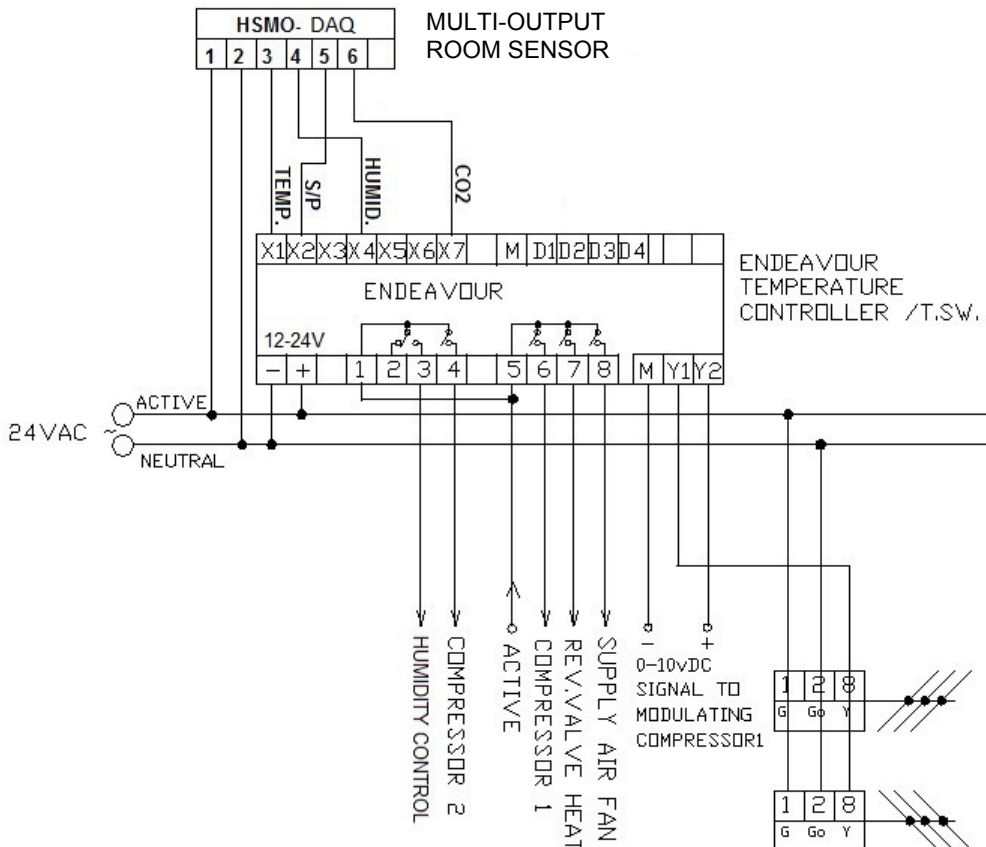 HSMO- DAQ
1 2 3 4 5 6
MULTI-OUTPUT
ROOM SENSOR
TEMP.
S/P
HUMID.
CO2
X1 X2 X3 X4 X5 X6 X7 M D1 D2 D3 D4
ENDEAVOUR
12-24V
- + 1 2 3 4 5 6 7 8 M Y1 Y2
ENDEAVOUR
TEMPERATURE
CONTROLLER /T.SW.
24VAC ~
ACTIVE
NEUTRAL
HUMIDITY CONTROL
COMPRESSOR 2
ACTIVE
COMPRESSOR 1
REV.VALVE HEAT
SUPPLY AIR FAN
- +
0-10vDC
SIGNAL TO
MODULATING
COMPRESSOR1
1 2 8
G Go Y
1 2 8
G Go Y